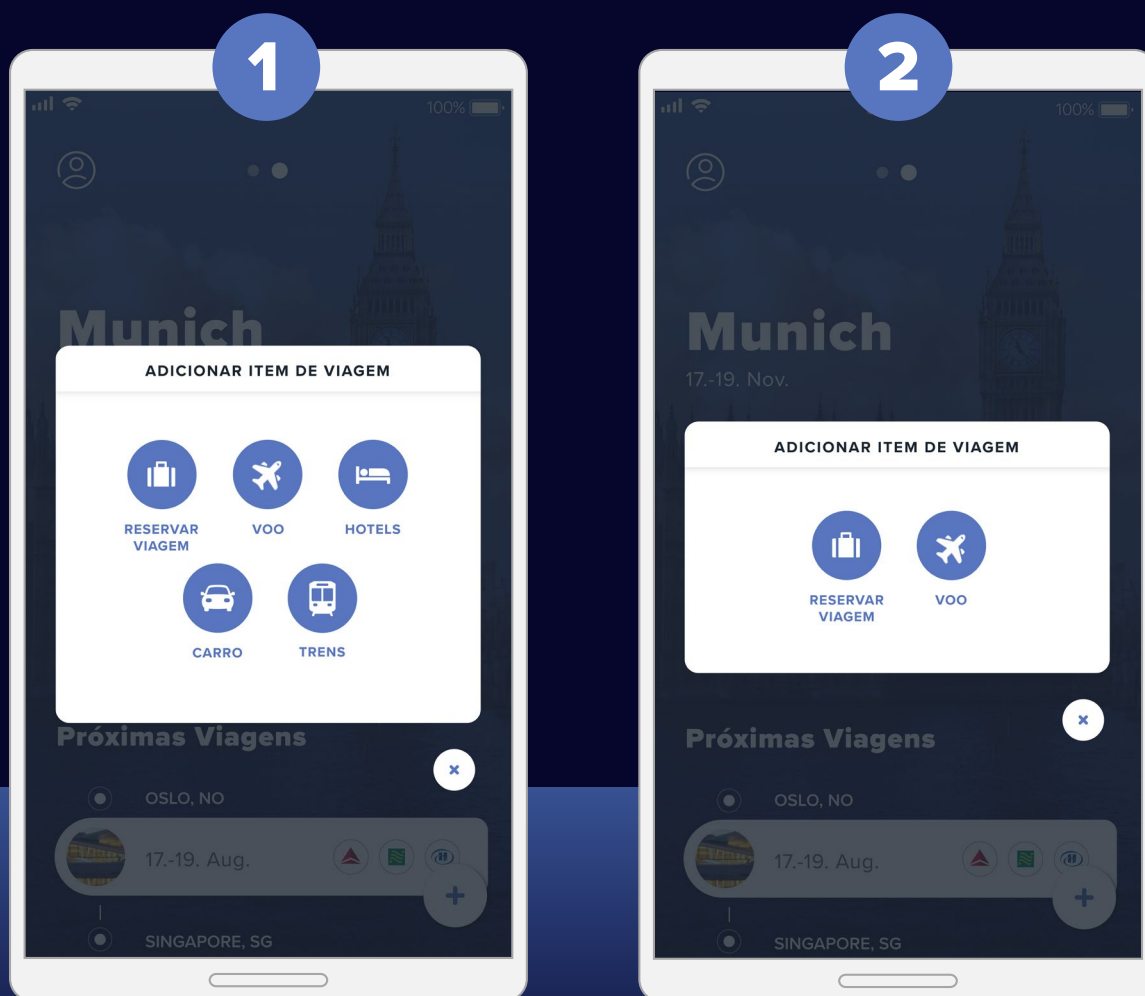 1
100%
Munich
ADICIONAR ITEM DE VIAGEM
RESERVAR
VIAGEM
VOO
HOTELS
CARRO
TRENS
Próximas Viagens
OSLO, NO
17.-19. Aug.
SINGAPORE, SG
2
100%
Munich
17.-19. Nov.
ADICIONAR ITEM DE VIAGEM
RESERVAR
VIAGEM
VOO
Próximas Viagens
OSLO, NO
17.-19. Aug.
SINGAPORE, SG